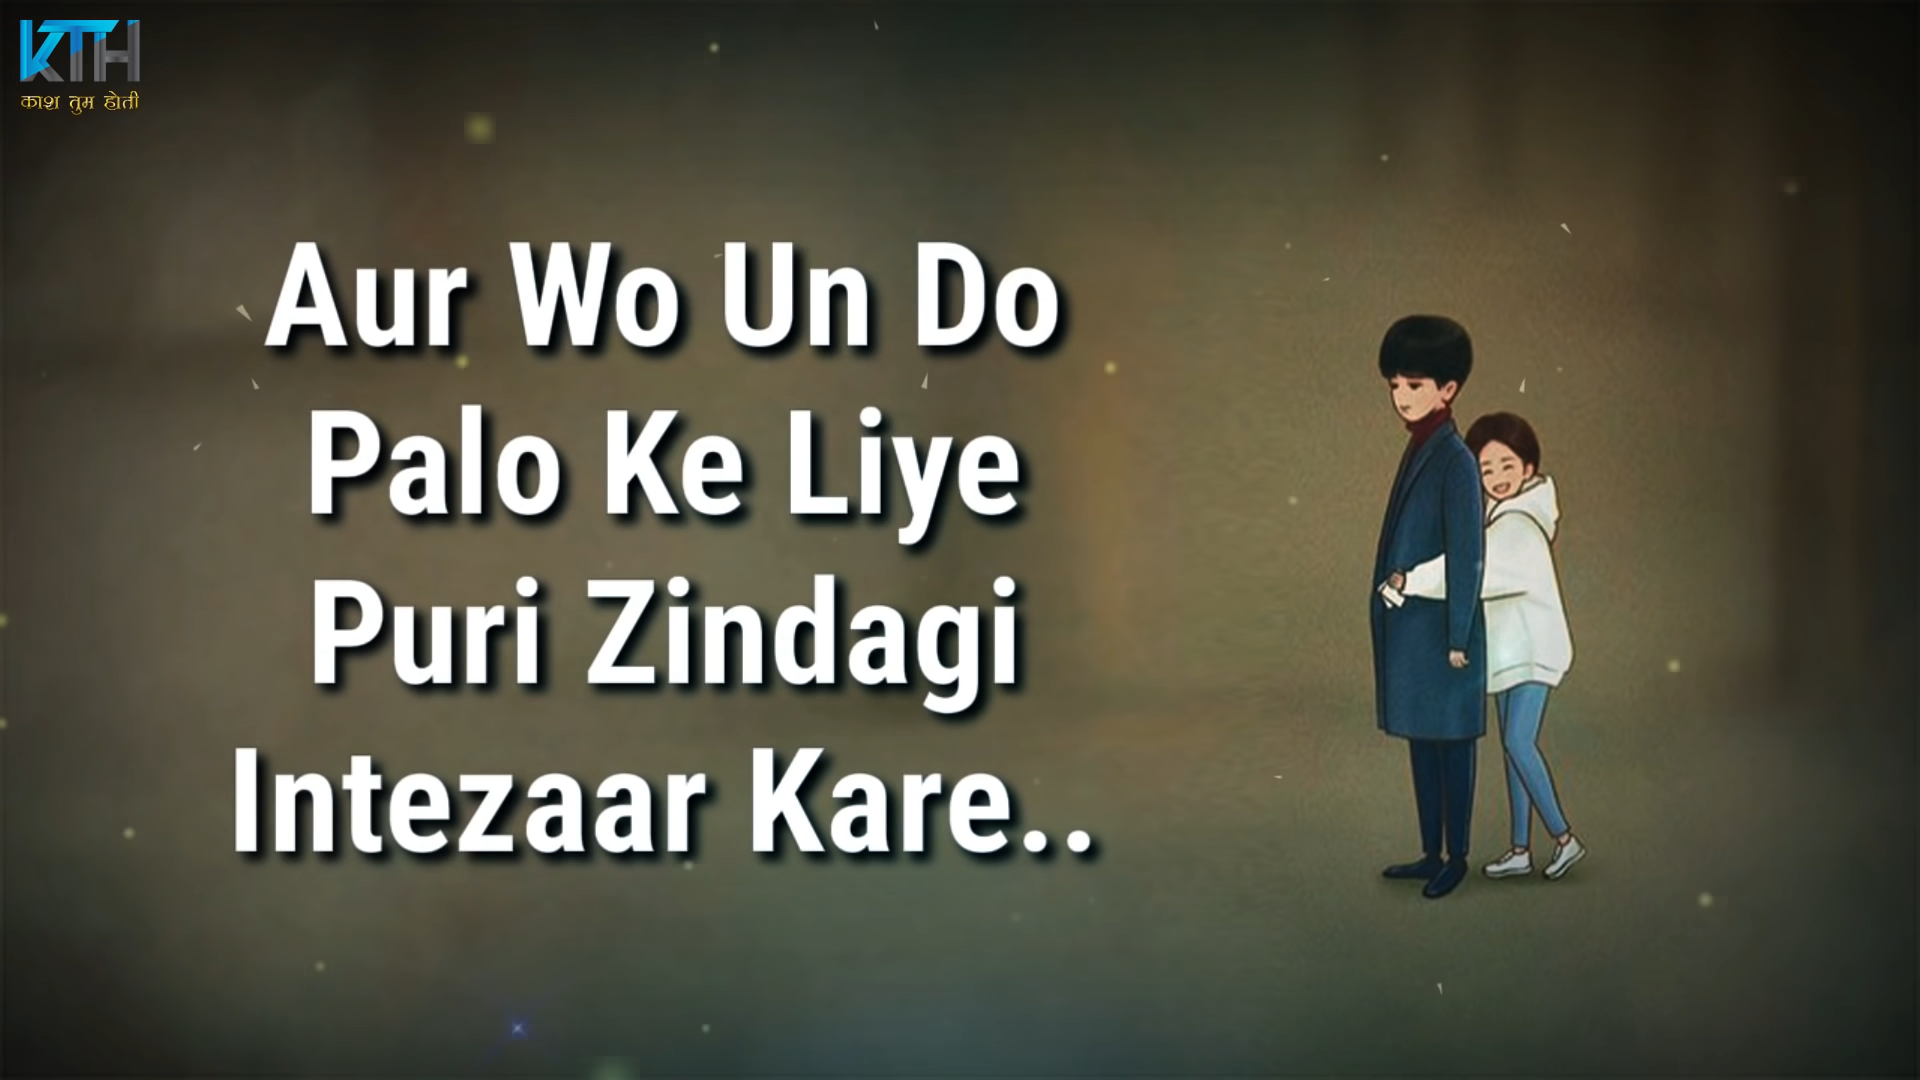 KTH
काश तुम होती
Aur Wo Un Do
Palo Ke Liye
Puri Zindagi
Intezaar Kare..